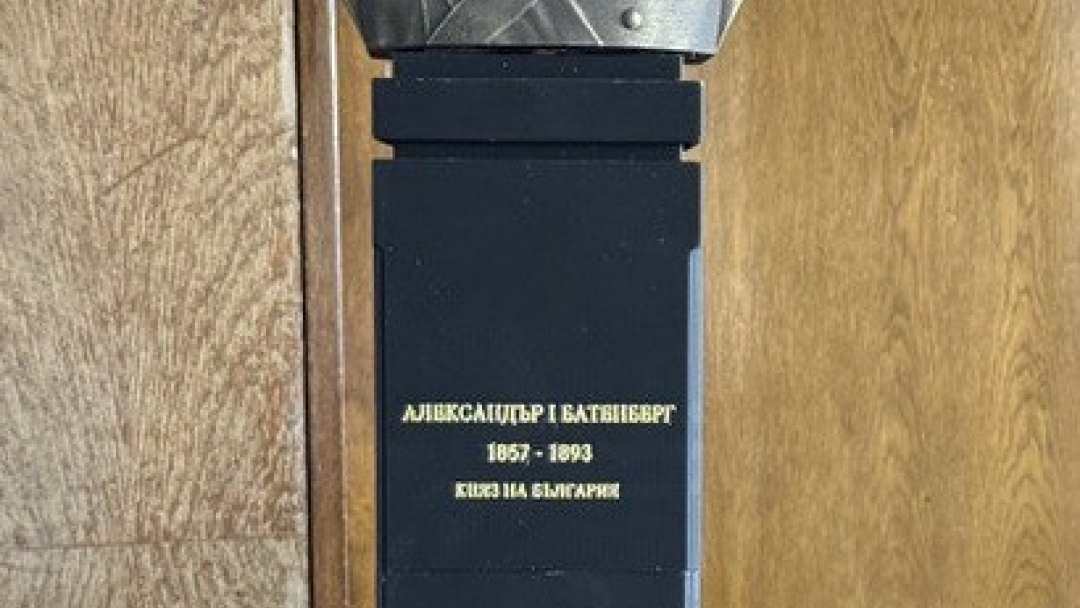 АЛЕКСАНДЪР I БАТЕНБЕРГ
1857 - 1893
КНЯЗ НА БЪЛГАРИЯ